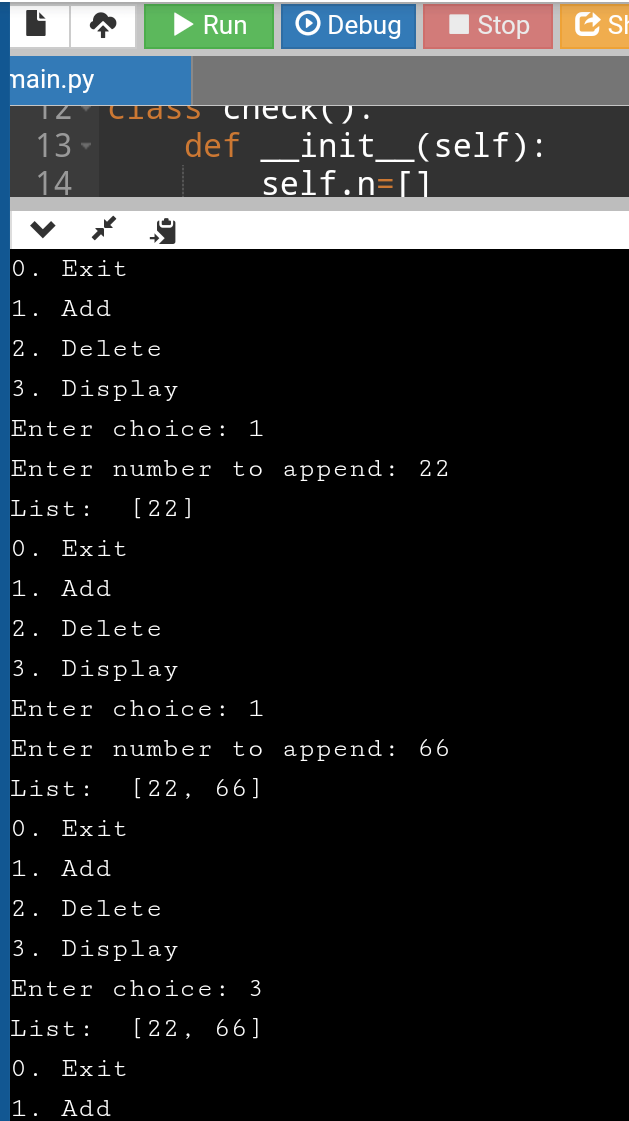 Run Debug Stop
main.py
12 class check():
13 def __init__(self):
14 self.n=[]
0. Exit
1. Add
2. Delete
3. Display
Enter choice: 1
Enter number to append: 22
List:  [22]
0. Exit
1. Add
2. Delete
3. Display
Enter choice: 1
Enter number to append: 66
List:  [22, 66]
0. Exit
1. Add
2. Delete
3. Display
Enter choice: 3
List:  [22, 66]
0. Exit
1. Add